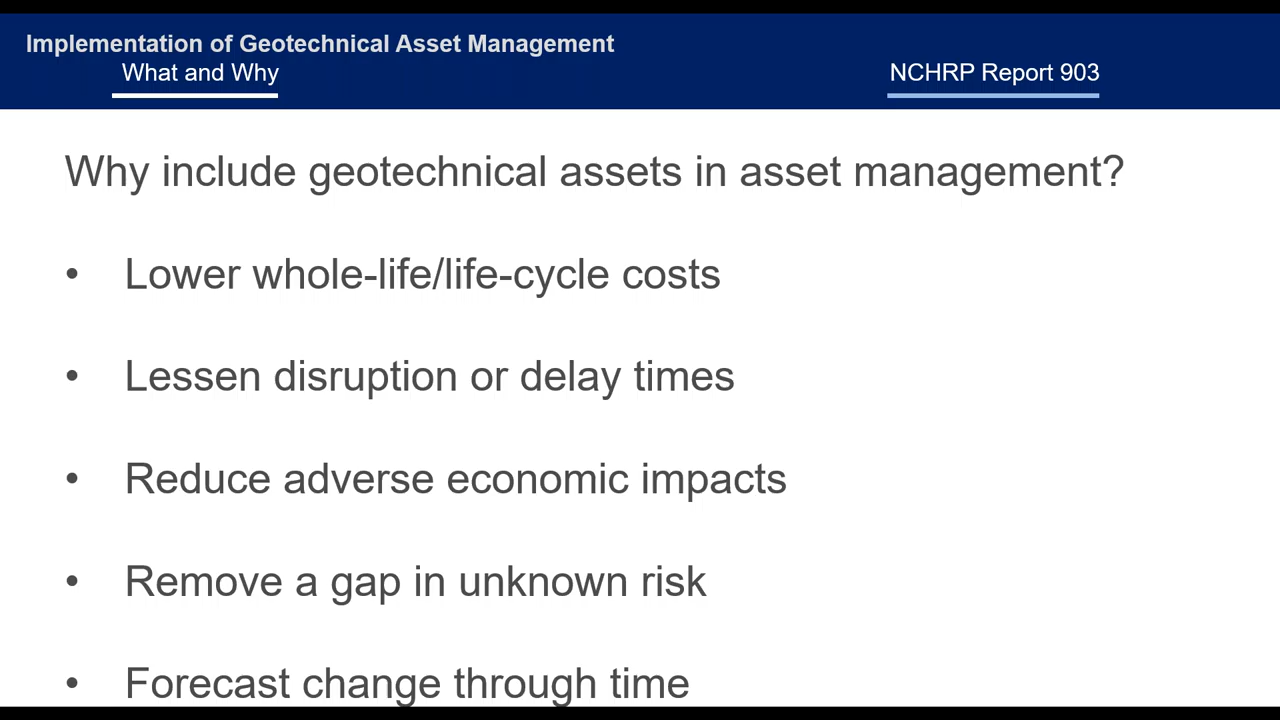 Implementation of Geotechnical Asset Management
What and Why
NCHRP Report 903
Why include geotechnical assets in asset management?
• Lower whole-life/life-cycle costs
• Lessen disruption or delay times
• Reduce adverse economic impacts
• Remove a gap in unknown risk
• Forecast change through time